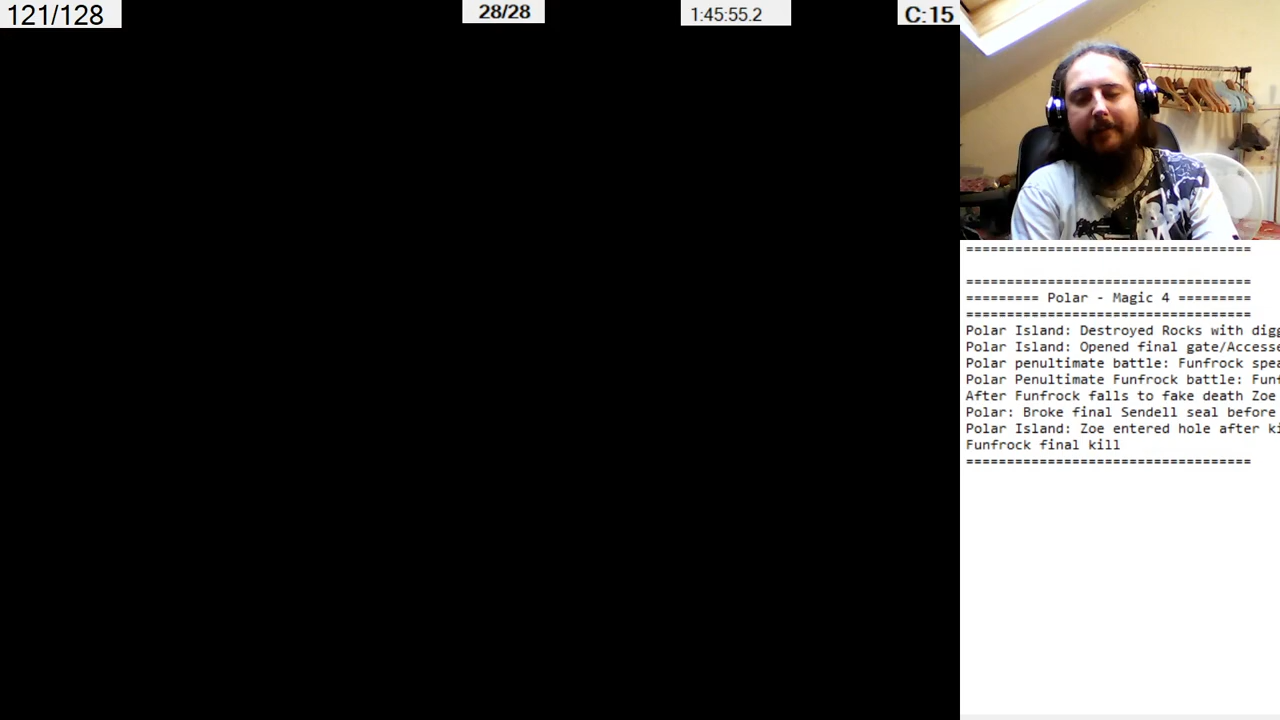 121/128
28/28
1:45:55.2
C:15
==================================
==================================
========= Polar - Magic 4 =========
==================================
Polar Island: Destroyed Rocks with digg
Polar Island: Opened final gate/Accesse
Polar penultimate battle: Funfrock spea
Polar Penultimate Funfrock battle: Funf
After Funfrock falls to fake death Zoe
Polar: Broke final Sendell seal before
Polar Island: Zoe entered hole after ki
Funfrock final kill
==================================